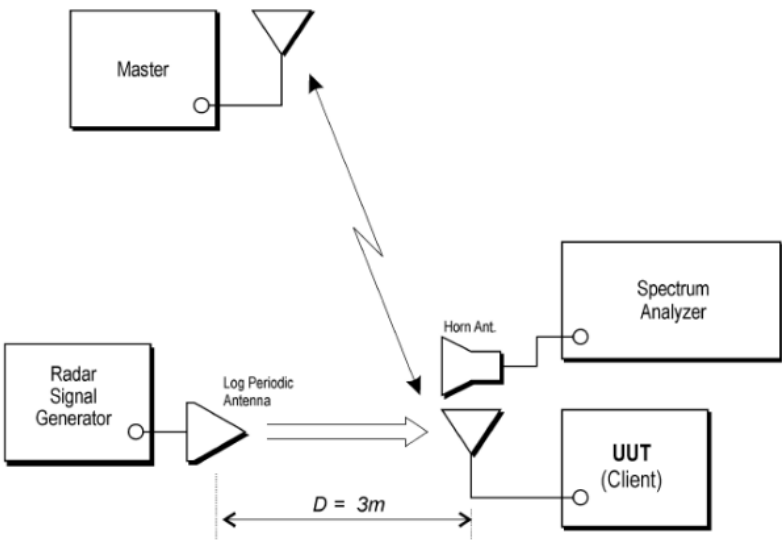 Master
Spectrum
Analyzer
Horn Ant.
Radar
Signal
Generator
Log Periodic
Antenna
UUT
(Client)
D = 3m